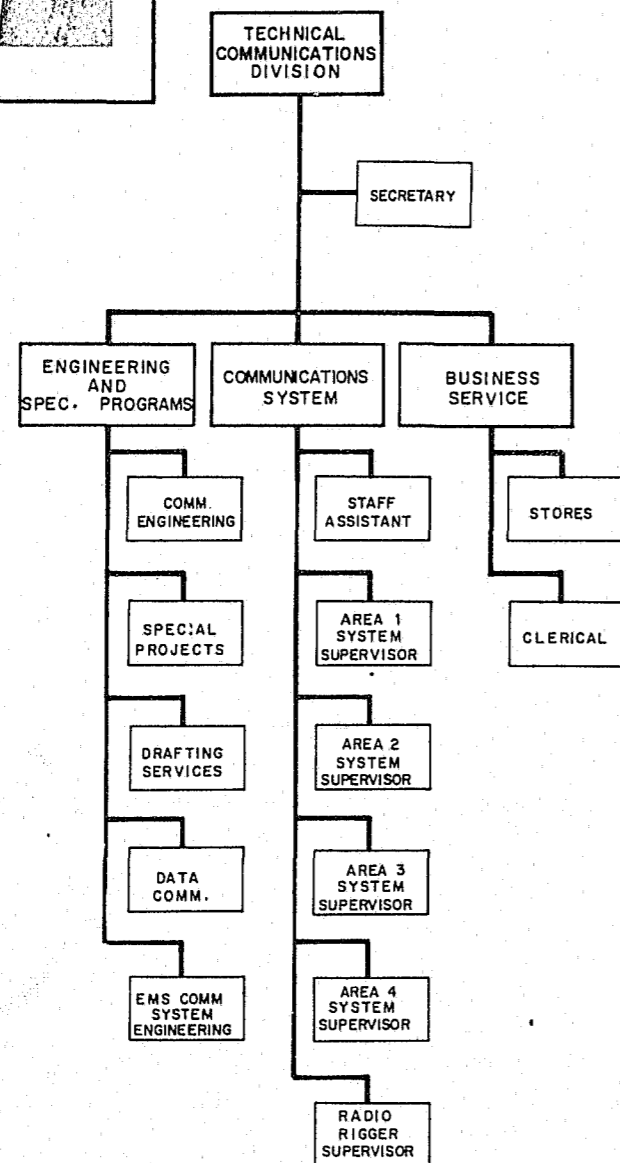 TECHNICAL
COMMUNICATIONS
DIVISION
SECRETARY
ENGINEERING
AND
SPEC. PROGRAMS
COMMUNICATIONS
SYSTEM
BUSINESS
SERVICE
COMM.
ENGINEERING
SPECIAL
PROJECTS
DRAFTING
SERVICES
DATA
COMM.
EMS COMM
SYSTEM
ENGINEERING
STAFF
ASSISTANT
AREA 1
SYSTEM
SUPERVISOR
AREA 2
SYSTEM
SUPERVISOR
AREA 3
SYSTEM
SUPERVISOR
AREA 4
SYSTEM
SUPERVISOR
RADIO
RIGGER
SUPERVISOR
STORES
CLERICAL